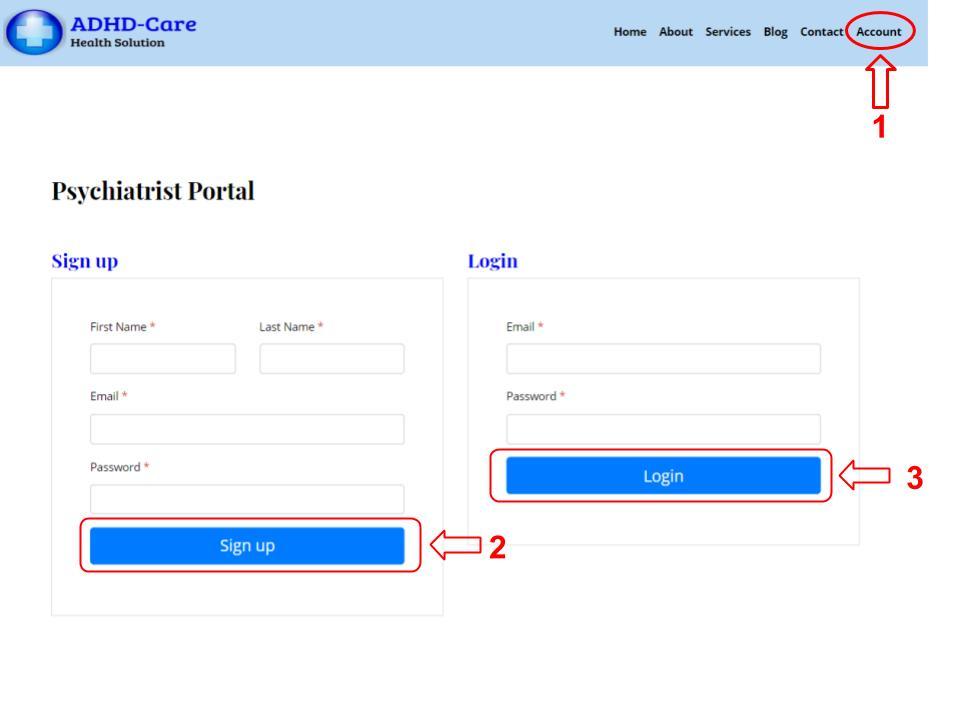 ADHD-Care
Health Solution
Home About Services Blog Contact Account
1
Psychiatrist Portal
Sign up
First Name * Last Name *
Email *
Password *
Sign up
2
Login
Email *
Password *
Login
3